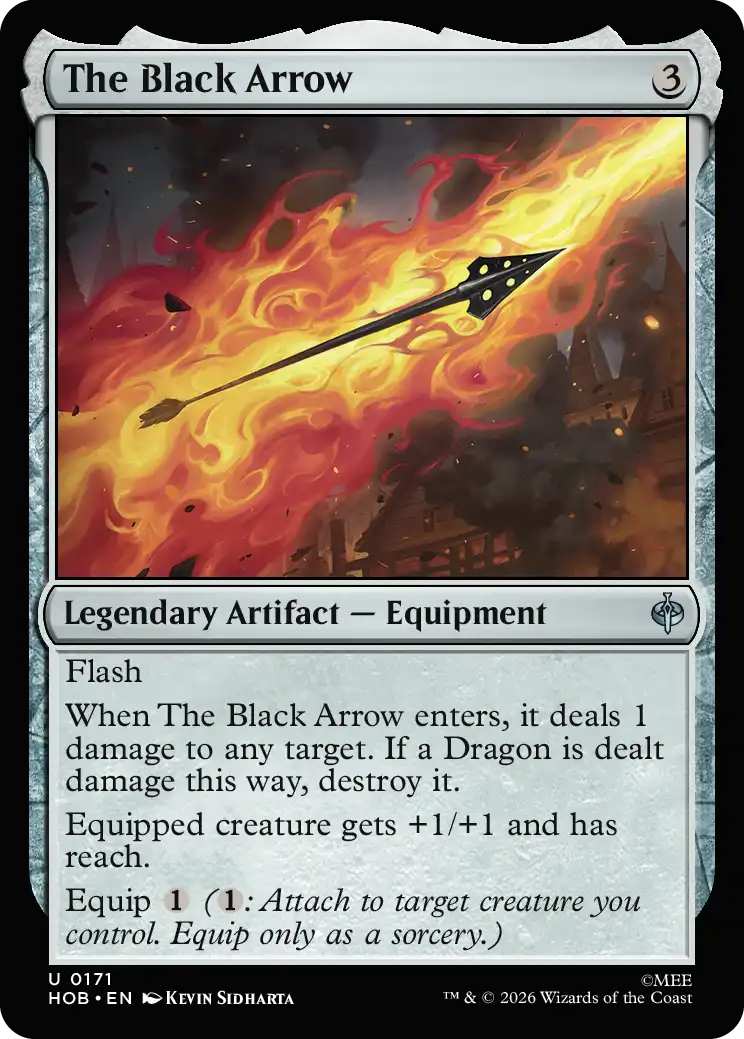 The Black Arrow 3
Legendary Artifact — Equipment
Flash
When The Black Arrow enters, it deals 1
damage to any target. If a Dragon is dealt
damage this way, destroy it.
Equipped creature gets +1/+1 and has
reach.
Equip 1 (1: Attach to target creature you
control. Equip only as a sorcery.)
U 0171
©MEE
HOB • EN Kevin Sidharta
™ & © 2026 Wizards of the Coast